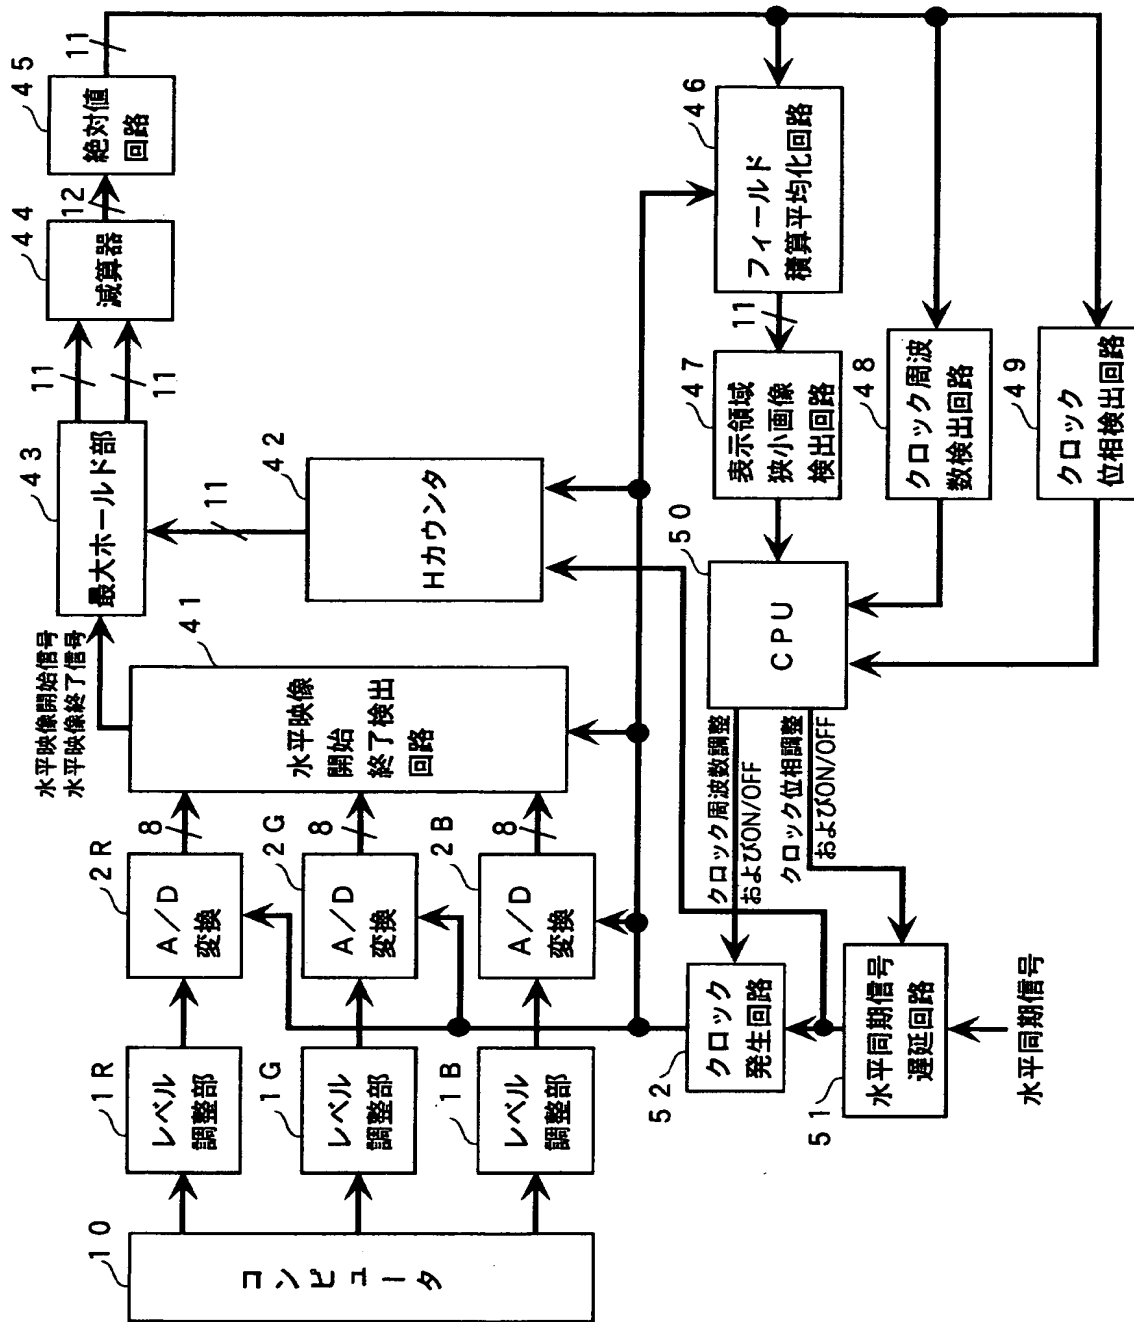 10
コンピュータ
1R
レベル
調整部
1G
レベル
調整部
1B
レベル
調整部
2R
A/D
変換
8
2G
A/D
変換
8
2B
A/D
変換
8
水平映像開始信号
水平映像終了信号
41
水平映像
開始
終了検出
回路
42
Hカウンタ
11
43
最大ホールド部
11
11
44
減算器
12
45
絶対値
回路
11
46
フィールド
積算平均化回路
11
47
表示領域
狭小画像
検出回路
48
クロック周波
数検出回路
49
クロック
位相検出回路
50
CPU
クロック周波数調整
およびON/OFF
クロック位相調整
およびON/OFF
52
クロック
発生回路
51
水平同期信号
遅延回路
水平同期信号